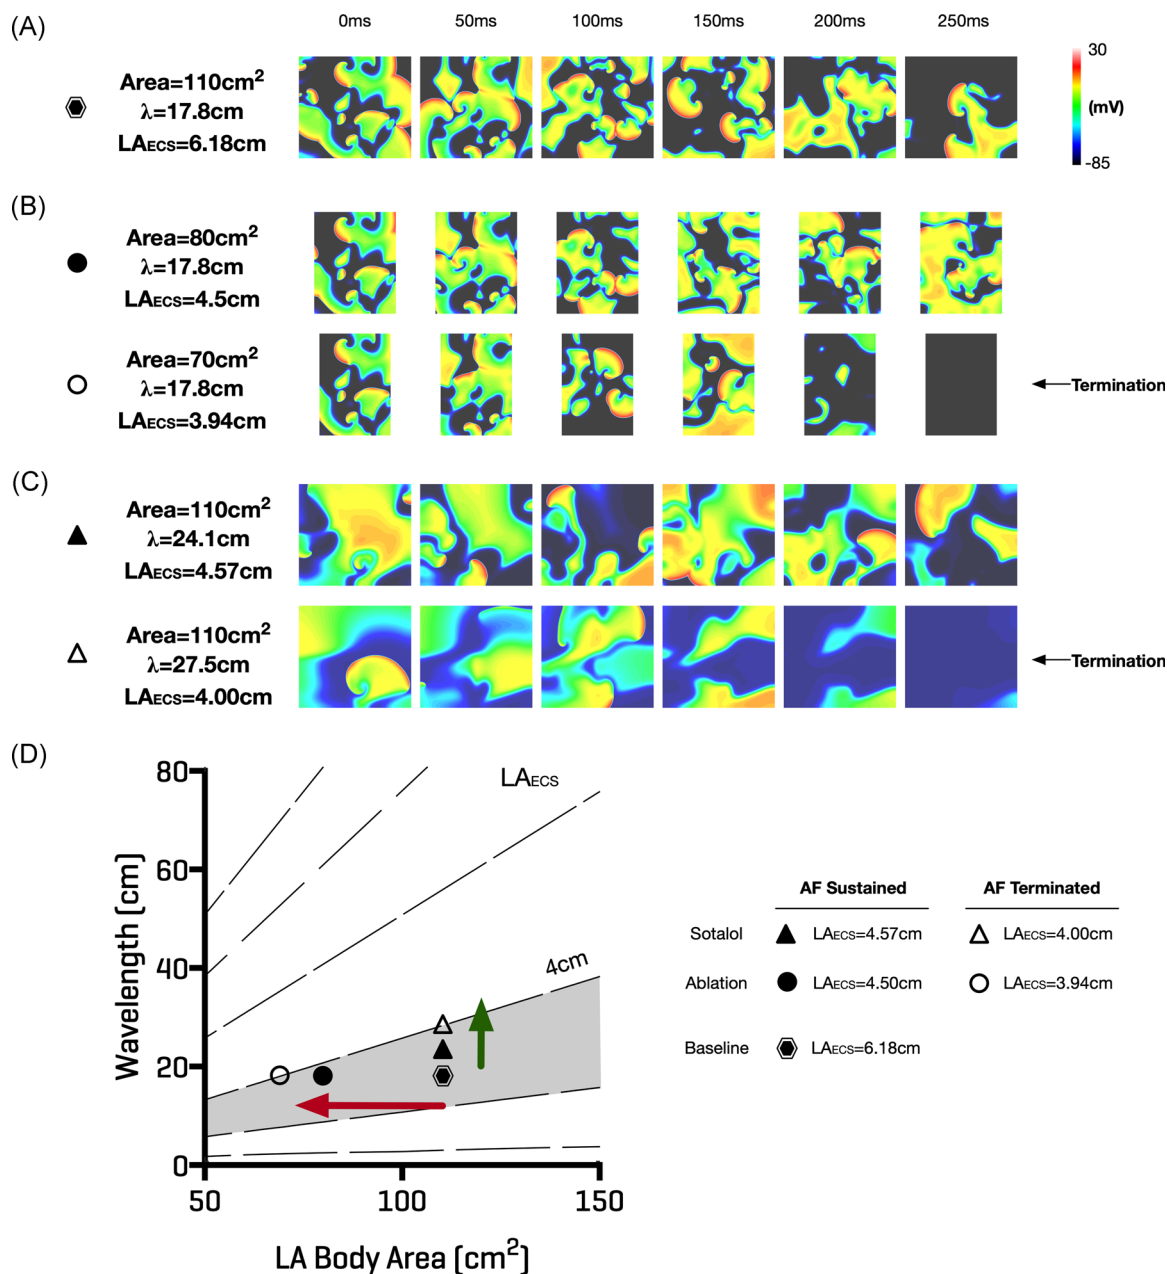 (A)
0ms 50ms 100ms 150ms 200ms 250ms
Area=110cm²
λ=17.8cm
LAECS=6.18cm
30
(mV)
-85
(B)
Area=80cm²
λ=17.8cm
LAECS=4.5cm
Area=70cm²
λ=17.8cm
LAECS=3.94cm
Termination
(C)
Area=110cm²
λ=24.1cm
LAECS=4.57cm
Area=110cm²
λ=27.5cm
LAECS=4.00cm
Termination
(D)
80
60
40
20
0
50 100 150
Wavelength (cm)
LA Body Area (cm²)
LAECS
4cm
AF Sustained AF Terminated
Sotalol LAECS=4.57cm LAECS=4.00cm
Ablation LAECS=4.50cm LAECS=3.94cm
Baseline LAECS=6.18cm